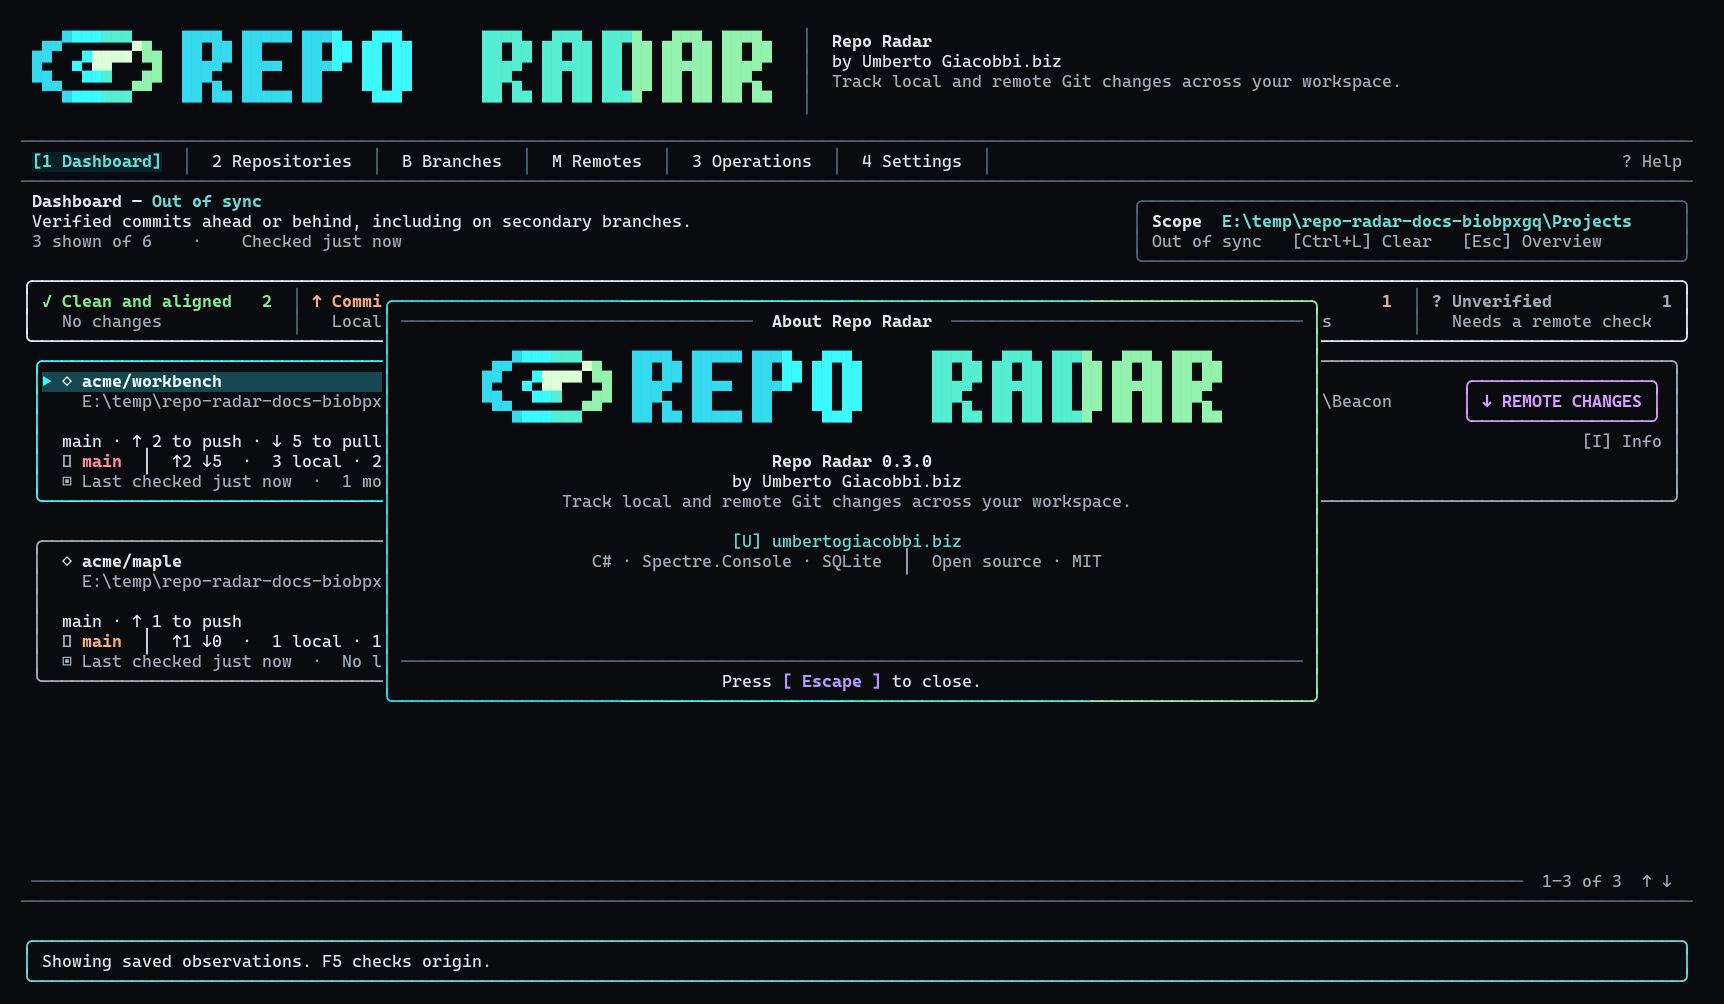 REPO RADAR
Repo Radar
by Umberto Giacobbi.biz
Track local and remote Git changes across your workspace.
[1 Dashboard] │ 2 Repositories │ B Branches │ M Remotes │ 3 Operations │ 4 Settings │ ? Help
Dashboard — Out of sync
Verified commits ahead or behind, including on secondary branches.
3 shown of 6 · Checked just now
Scope E:\temp\repo-radar-docs-biobpxgq\Projects
Out of sync [Ctrl+L] Clear [Esc] Overview
√ Clean and aligned 2 │ ↑ Commi 1 │ ? Unverified 1
No changes Local s Needs a remote check
▶ ◇ acme/workbench
E:\temp\repo-radar-docs-biobpx
main · ↑ 2 to push · ↓ 5 to pull
main │ ↑2 ↓5 · 3 local · 2
▣ Last checked just now · 1 mo
\Beacon
↓ REMOTE CHANGES
[I] Info
◇ acme/maple
E:\temp\repo-radar-docs-biobpx
main · ↑ 1 to push
main │ ↑1 ↓0 · 1 local · 1
▣ Last checked just now · No l
About Repo Radar
REPO RADAR
Repo Radar 0.3.0
by Umberto Giacobbi.biz
Track local and remote Git changes across your workspace.
[U] umbertogiacobbi.biz
C# · Spectre.Console · SQLite │ Open source · MIT
Press [ Escape ] to close.
1–3 of 3 ↑ ↓
Showing saved observations. F5 checks origin.